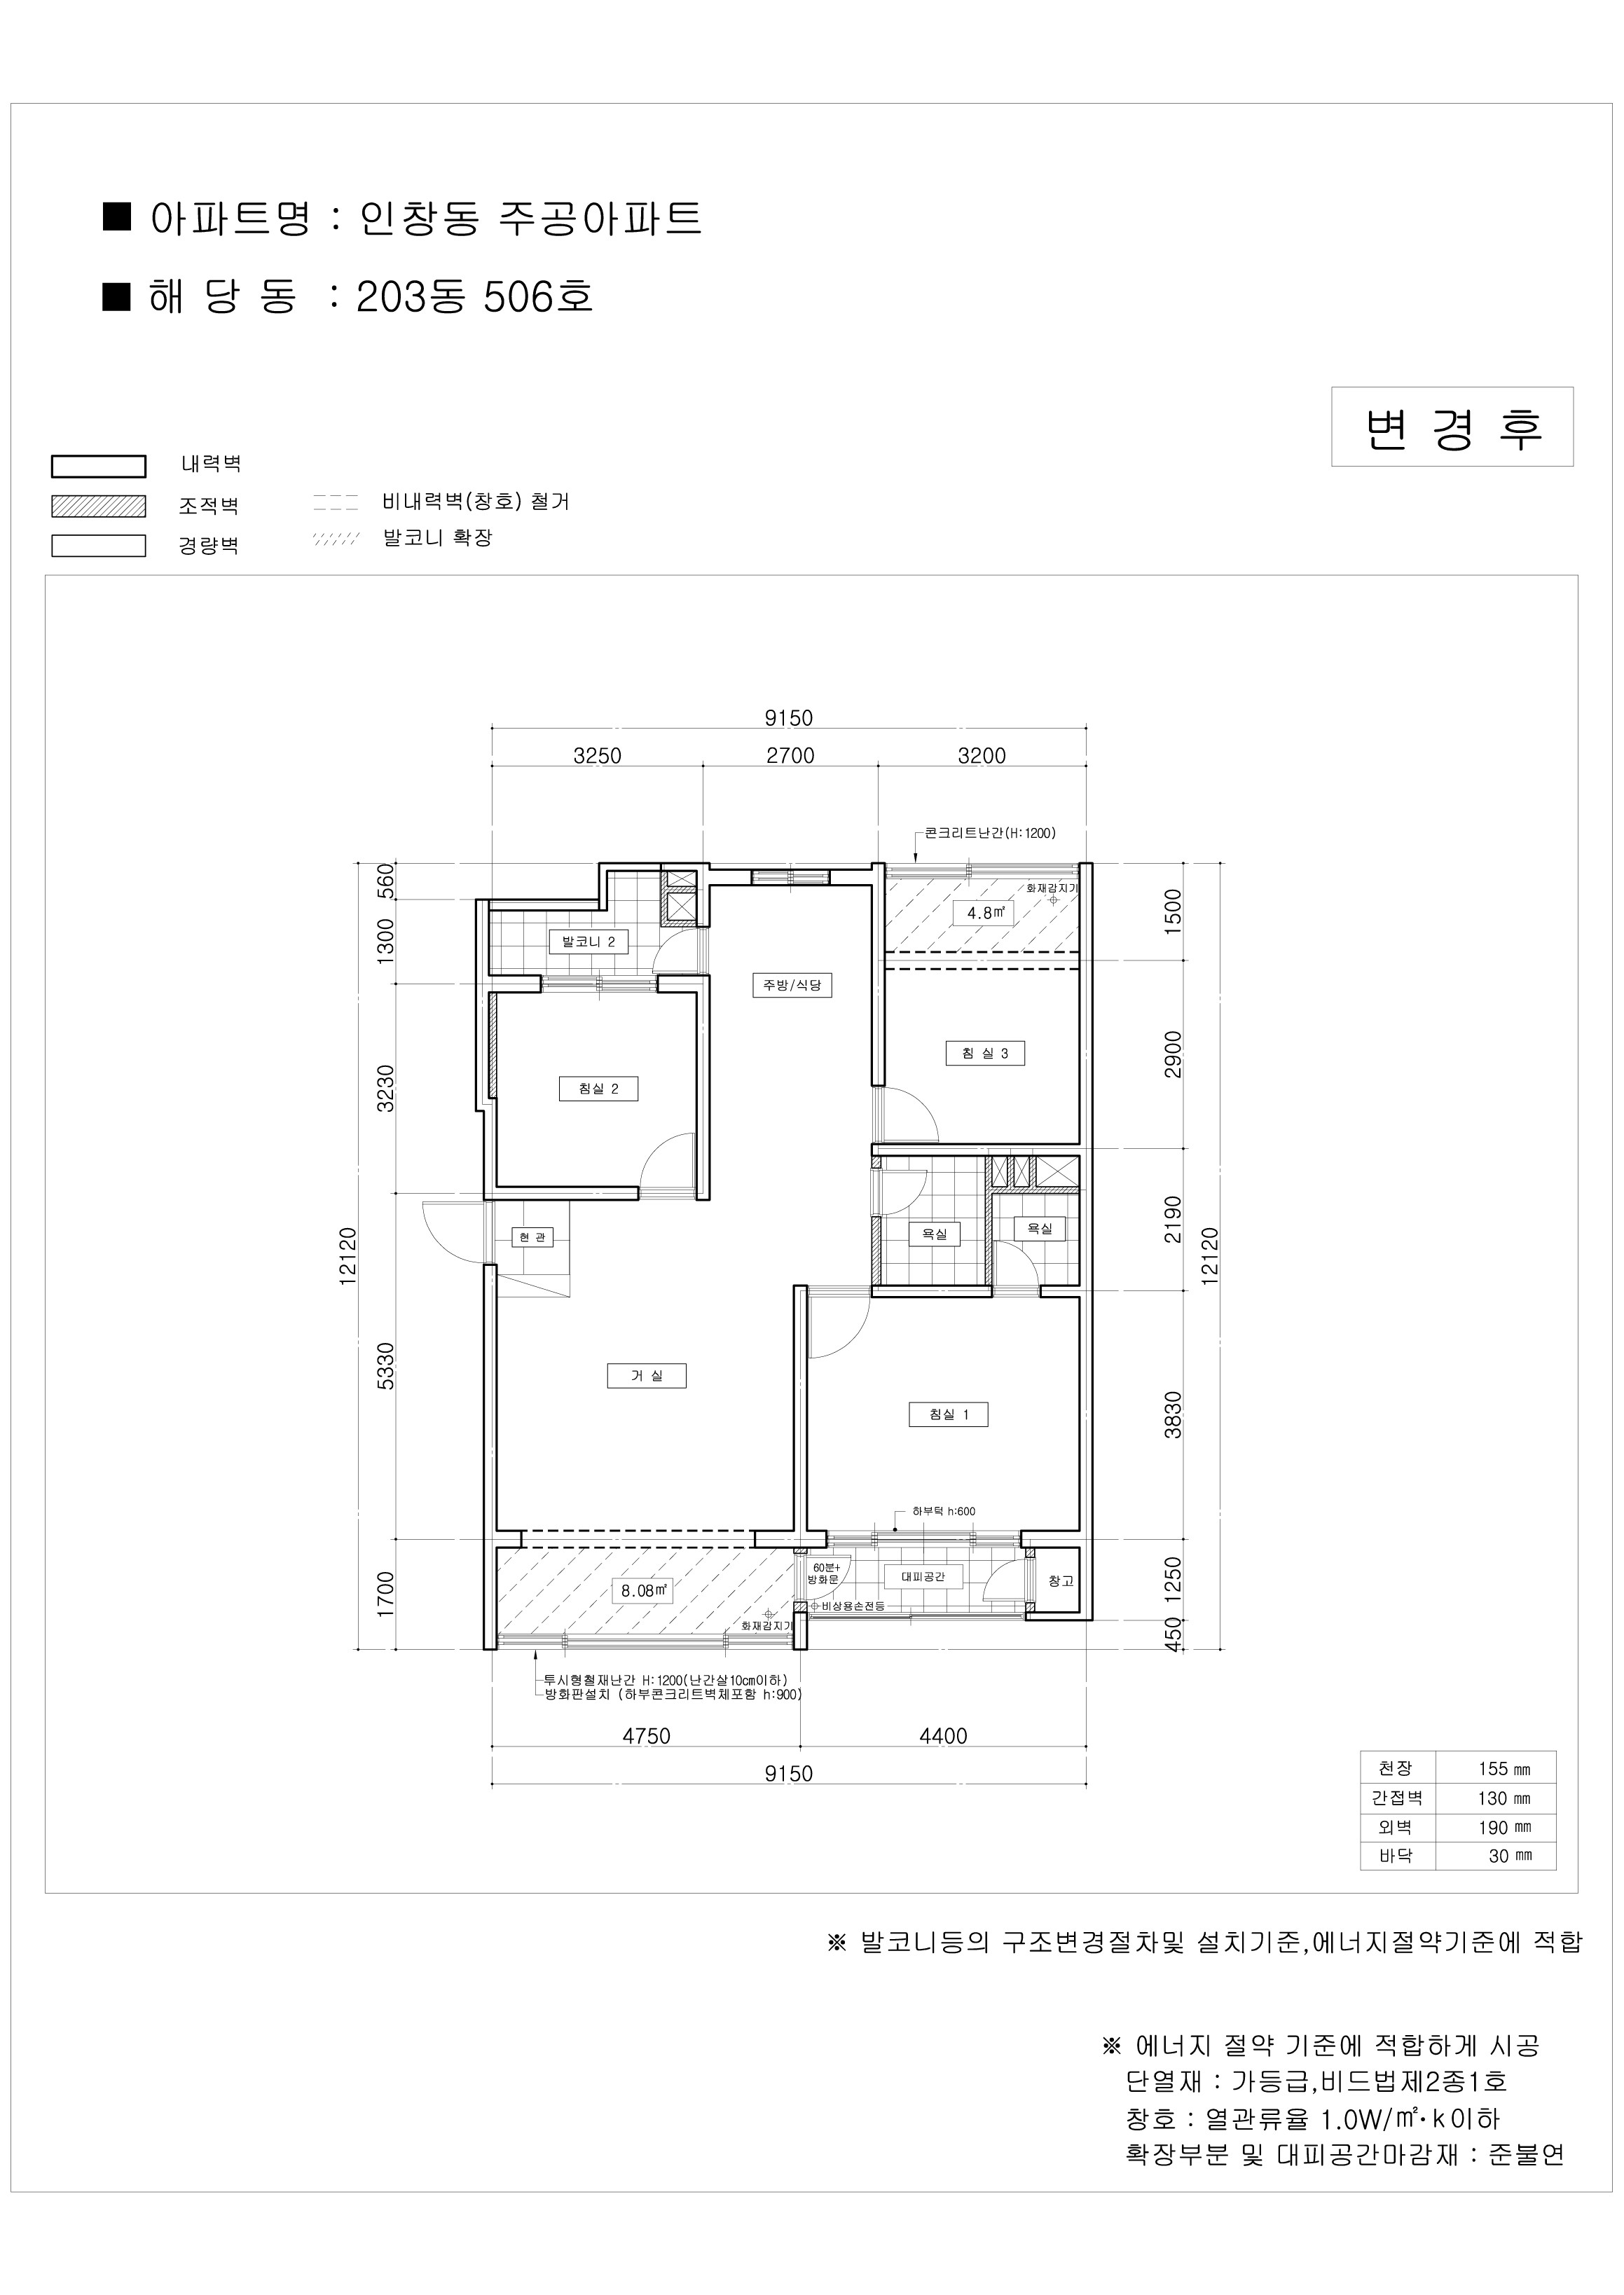 ■ 아파트명 : 인창동 주공아파트
■ 해 당 동 : 203동 506호
변 경 후
내력벽
조적벽
경량벽
비내력벽(창호) 철거
발코니 확장
9150
3250
2700
3200
콘크리트난간(H:1200)
560
1300
3230
5330
1700
12120
1500
2900
2190
3830
1250
450
12120
화재감지기
4.8㎡
발코니 2
주방/식당
침 실 3
침실 2
현 관
욕실
욕실
거 실
침실 1
하부턱 h:600
60분+
방화문
대피공간
창고
8.08㎡
비상용손전등
화재감지기
투시형철재난간 H:1200(난간살10cm이하)
방화판설치 (하부콘크리트벽체포함 h:900)
4750
4400
9150
천장 155 ㎜
간접벽 130 ㎜
외벽 190 ㎜
바닥 30 ㎜
※ 발코니등의 구조변경절차및 설치기준,에너지절약기준에 적합
※ 에너지 절약 기준에 적합하게 시공
단열재 : 가등급,비드법제2종1호
창호 : 열관류율 1.0W/㎡·k이하
확장부분 및 대피공간마감재 : 준불연